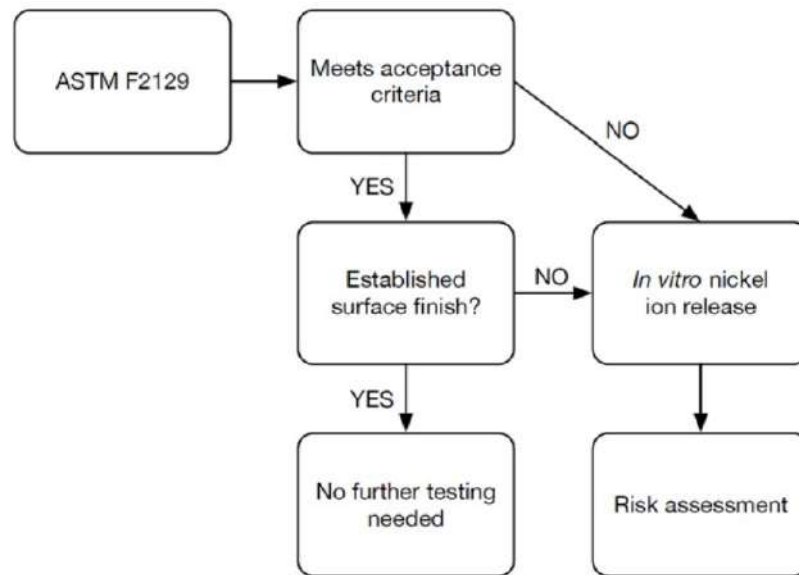 ASTM F2129
Meets acceptance
criteria
NO
YES
Established
surface finish?
NO
In vitro nickel
ion release
YES
No further testing
needed
Risk assessment